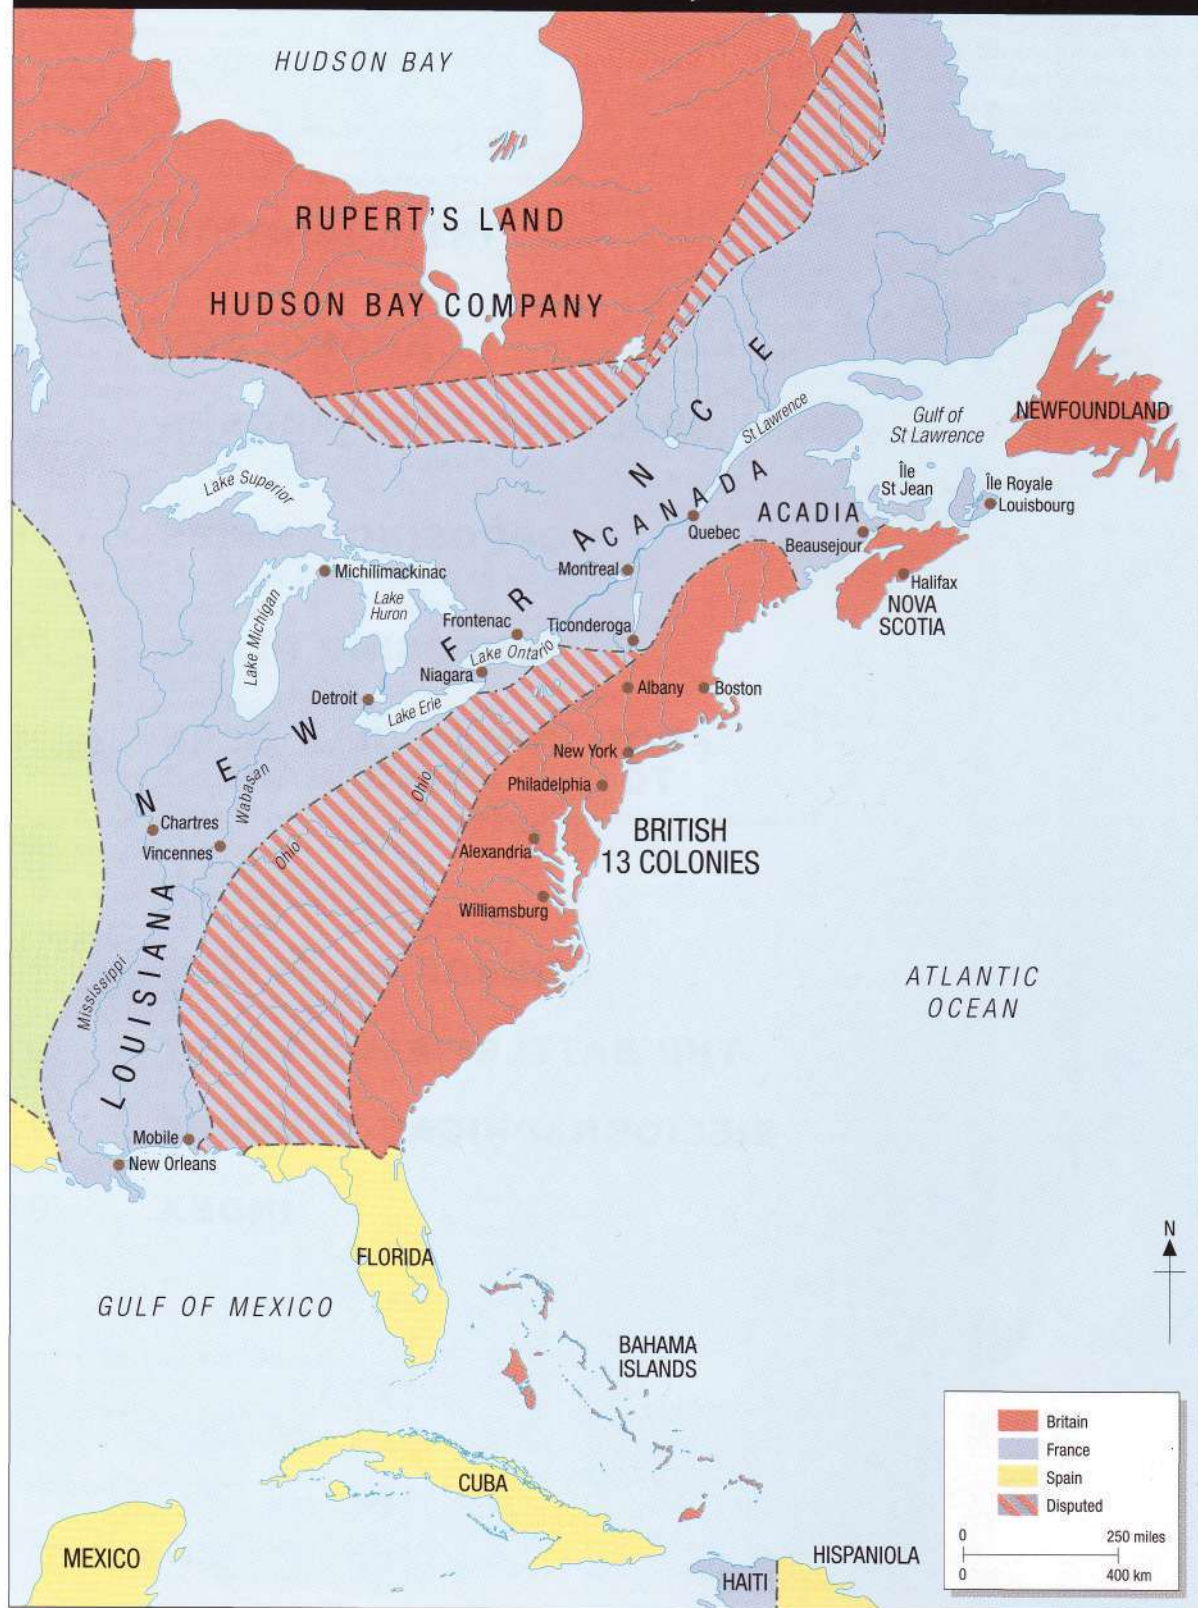 HUDSON BAY
RUPERT'S LAND
HUDSON BAY COMPANY
NEW FRANCE
CANADA
St Lawrence
Gulf of
St Lawrence
NEWFOUNDLAND
Île
St Jean
Île Royale
Louisbourg
ACADIA
Beausejour
Quebec
Halifax
NOVA
SCOTIA
Lake Superior
Michilimackinac
Montreal
Lake Michigan
Lake
Huron
Frontenac
Ticonderoga
Lake Ontario
Niagara
Detroit
Lake Erie
Albany
Boston
New York
Philadelphia
Wabasan
Ohio
Ohio
Chartres
Vincennes
Alexandria
BRITISH
13 COLONIES
Williamsburg
LOUISIANA
Mississippi
ATLANTIC
OCEAN
Mobile
New Orleans
FLORIDA
GULF OF MEXICO
N
BAHAMA
ISLANDS
CUBA
MEXICO
HAITI
HISPANIOLA
Britain
France
Spain
Disputed
0 250 miles
0 400 km